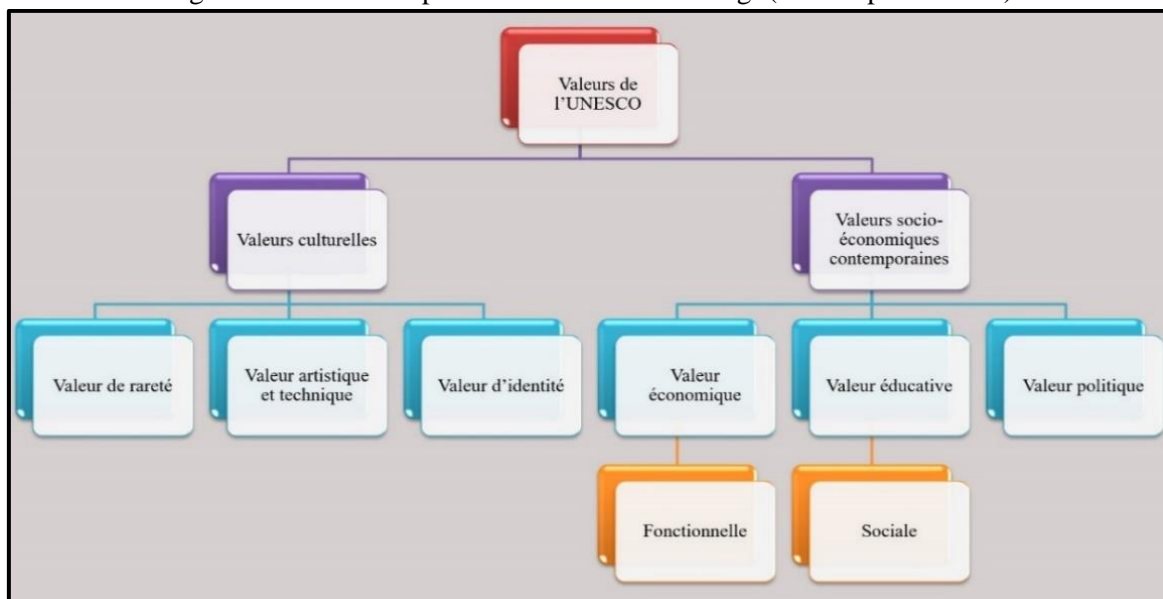 Valeurs de
l'UNESCO
Valeurs culturelles
Valeurs socio-
économiques
contemporaines
Valeur de rareté
Valeur artistique
et technique
Valeur d'identité
Valeur
économique
Valeur éducative
Valeur politique
Fonctionnelle
Sociale